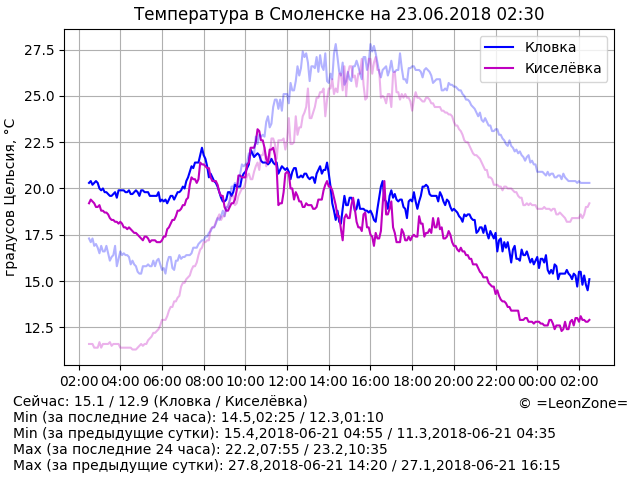 Температура в Смоленске на 23.06.2018 02:30
27.5
25.0
22.5
20.0
17.5
15.0
12.5
градусов Цельсия, °C
Кловка
Киселёвка
02:00 04:00 06:00 08:00 10:00 12:00 14:00 16:00 18:00 20:00 22:00 00:00 02:00
Сейчас: 15.1 / 12.9 (Кловка / Киселёвка)
© =LeonZone=
Min (за последние 24 часа): 14.5,02:25 / 12.3,01:10
Min (за предыдущие сутки): 15.4,2018-06-21 04:55 / 11.3,2018-06-21 04:35
Max (за последние 24 часа): 22.2,07:55 / 23.2,10:35
Max (за предыдущие сутки): 27.8,2018-06-21 14:20 / 27.1,2018-06-21 16:15